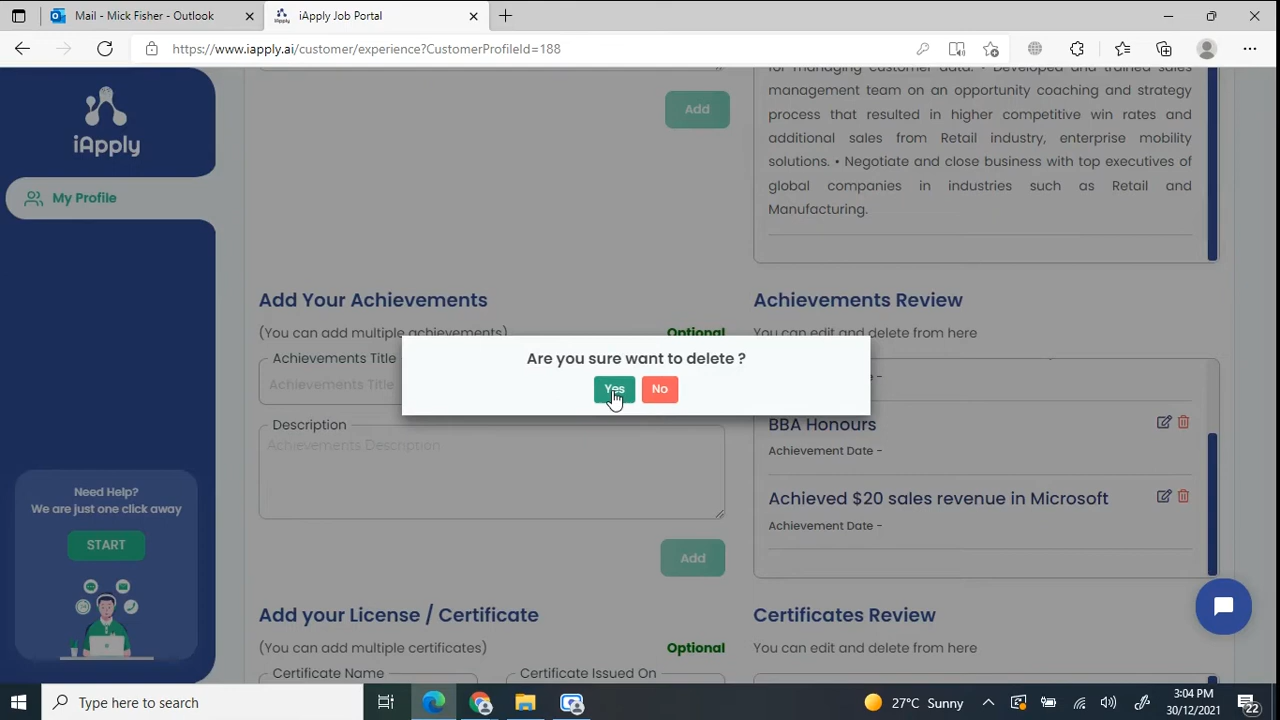 Mail - Mick Fisher - Outlook
iApply Job Portal
https://www.iapply.ai/customer/experience?CustomerProfileId=188
iApply
My Profile
Need Help?
We are just one click away
START
Add
for managing customer data. • Developed and trained sales
management team on an opportunity coaching and strategy
process that resulted in higher competitive win rates and
additional sales from Retail industry, enterprise mobility
solutions. • Negotiate and close business with top executives of
global companies in industries such as Retail and
Manufacturing.
Add Your Achievements
(You can add multiple achievements)
Optional
Achievements Title
Achievements Title
Description
Achievements Description
Add
Achievements Review
You can edit and delete from here
Are you sure want to delete ?
Yes
No
BBA Honours
Achievement Date -
Achieved $20 sales revenue in Microsoft
Achievement Date -
Add your License / Certificate
(You can add multiple certificates)
Optional
Certificate Name
Certificate Issued On
Certificates Review
You can edit and delete from here
Type here to search
27°C Sunny
3:04 PM
30/12/2021
22